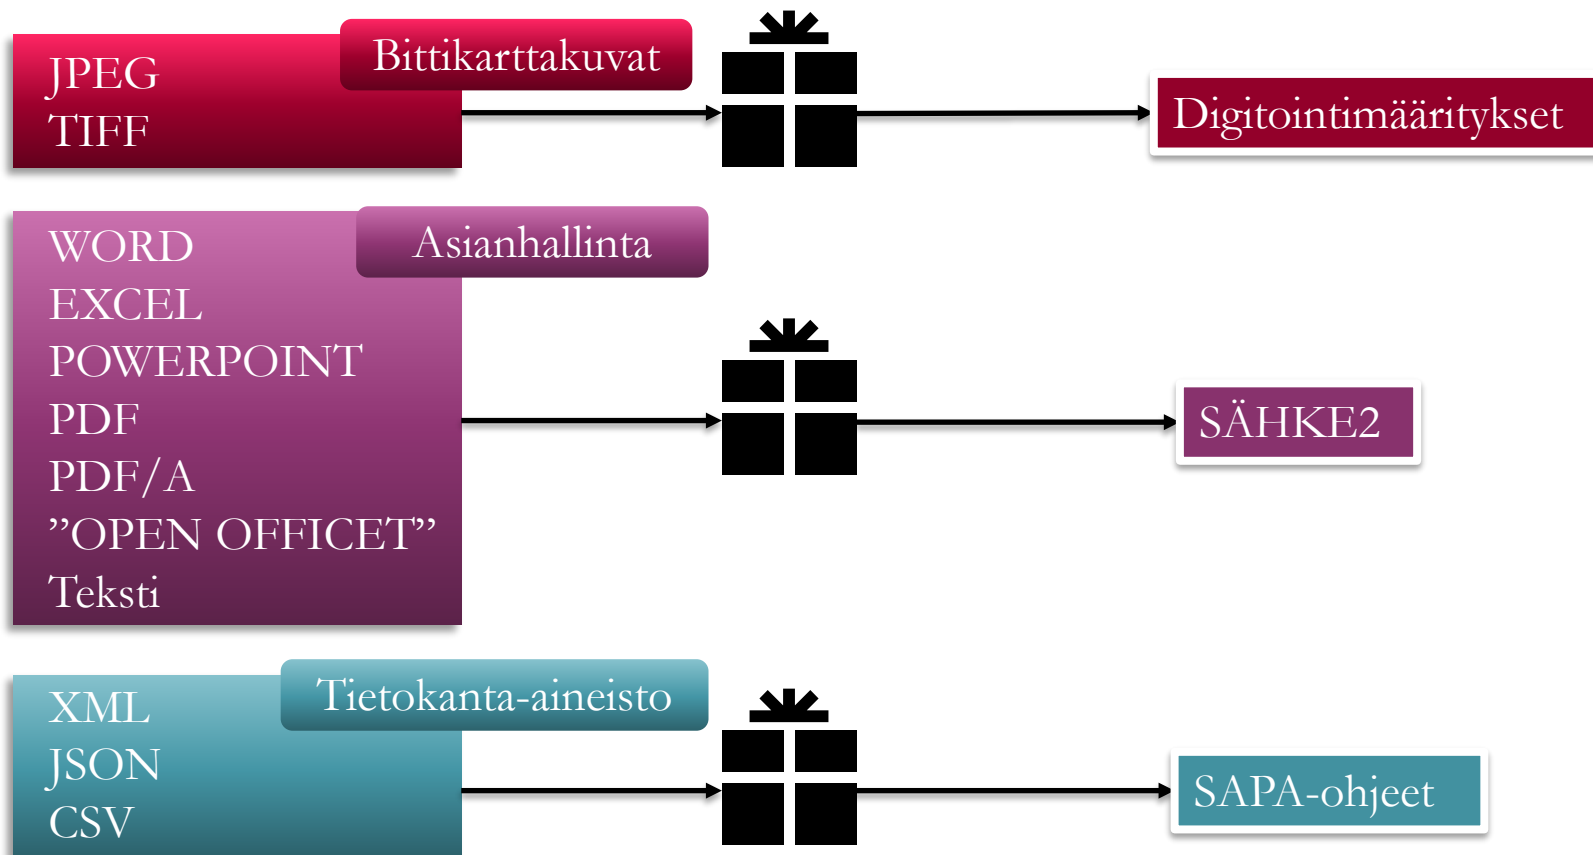 Bittikarttakuvat
JPEG
TIFF
Digitointimääritykset
Asianhallinta
WORD
EXCEL
POWERPOINT
PDF
PDF/A
”OPEN OFFICET”
Teksti
SÄHKE2
Tietokanta-aineisto
XML
JSON
CSV
SAPA-ohjeet